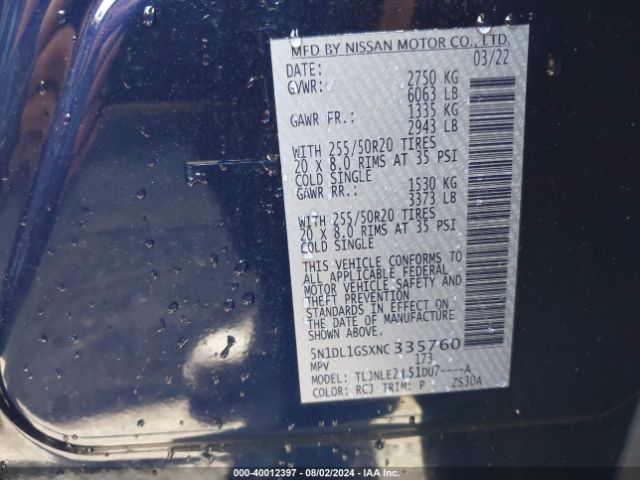 MFD BY NISSAN MOTOR CO., LTD.
DATE: 03/22
GVWR: 2750 KG
6063 LB
GAWR FR.: 1335 KG
2943 LB
WITH 255/50R20 TIRES
20 X 8.0 RIMS AT 35 PSI
COLD SINGLE
GAWR RR.: 1530 KG
3373 LB
WITH 255/50R20 TIRES
20 X 8.0 RIMS AT 35 PSI
COLD SINGLE
THIS VEHICLE CONFORMS TO
ALL APPLICABLE FEDERAL
MOTOR VEHICLE SAFETY AND
THEFT PREVENTION
STANDARDS IN EFFECT ON
THE DATE OF MANUFACTURE
SHOWN ABOVE.
5N1DL1GSXNC335760
MPV 173
MODEL:
COLOR: RCJ TRIM: P ZS30A
000-40012397 - 08/02/2024 - IAA Inc.